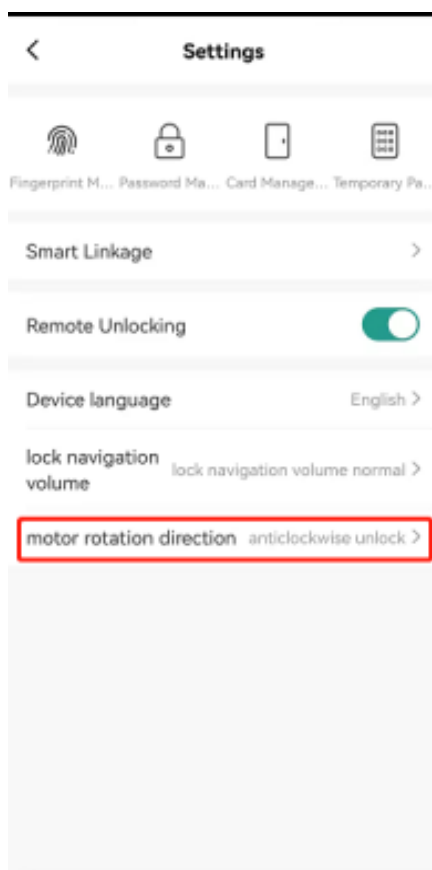 Settings
Fingerprint M... Password Ma... Card Manage... Temporary Pa...
Smart Linkage
Remote Unlocking
Device language English
lock navigation volume lock navigation volume normal
motor rotation direction anticlockwise unlock